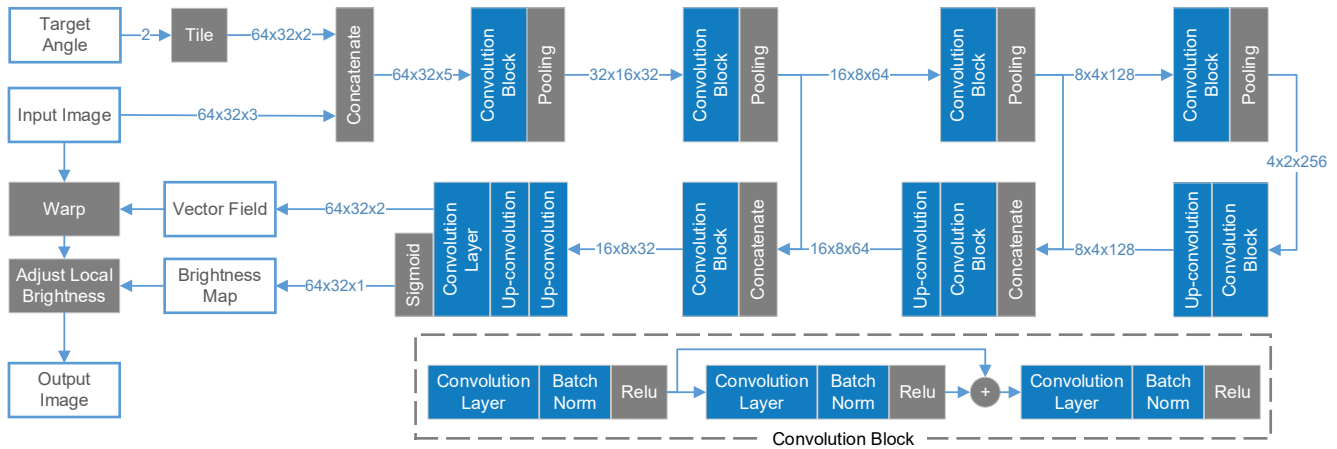 Target
Angle
2
Tile
64x32x2
Concatenate
64x32x5
Convolution
Block
Pooling
32x16x32
Convolution
Block
Pooling
16x8x64
Convolution
Block
Pooling
8x4x128
Convolution
Block
Pooling
Input Image
64x32x3
4x2x256
Warp
Vector Field
64x32x2
Convolution
Layer
Up-convolution
Up-convolution
16x8x32
Convolution
Block
Concatenate
16x8x64
Up-convolution
Convolution
Block
Concatenate
8x4x128
Up-convolution
Convolution
Block
Adjust Local
Brightness
Brightness
Map
64x32x1
Sigmoid
Output
Image
Convolution
Layer
Batch
Norm
Relu
Convolution
Layer
Batch
Norm
Relu
+
Convolution
Layer
Batch
Norm
Relu
Convolution Block